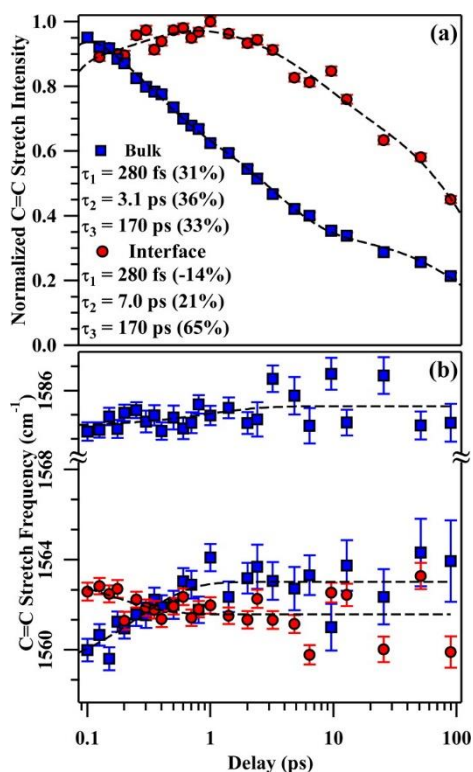 (a)
Normalized C=C Stretch Intensity
1.0
0.8
0.6
0.4
0.2
0.0
Bulk
τ1 = 280 fs (31%)
τ2 = 3.1 ps (36%)
τ3 = 170 ps (33%)
Interface
τ1 = 280 fs (-14%)
τ2 = 7.0 ps (21%)
τ3 = 170 ps (65%)
(b)
C=C Stretch Frequency (cm-1)
1586
1568
1564
1560
0.1 1 10 100
Delay (ps)